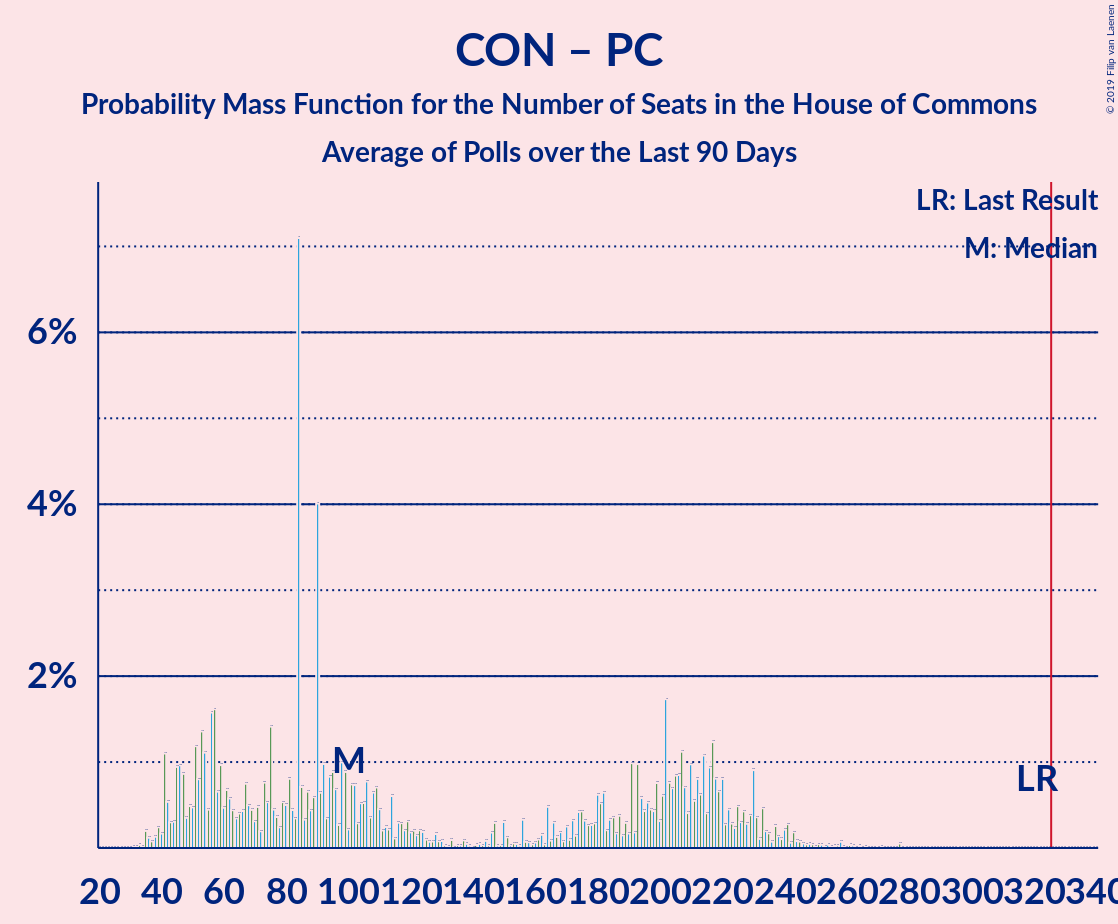 CON – PC
Probability Mass Function for the Number of Seats in the House of Commons
Average of Polls over the Last 90 Days
© 2019 Filip van Laenen
LR: Last Result
M: Median
6%
4%
2%
M
LR
20 40 60 80 100 120 140 160 180 200 220 240 260 280 300 320 340